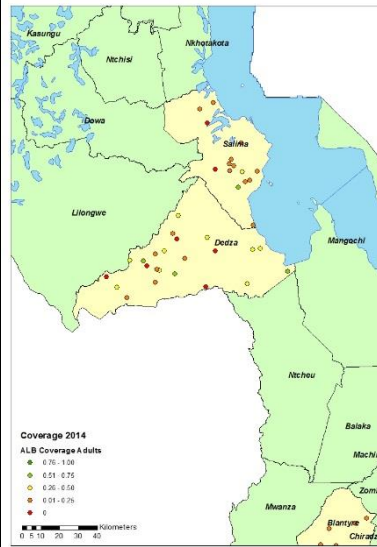 Kasungu
Nkhotakota
Ntchisi
Dowa
Salima
Lilongwe
Dedza
Mangochi
Ntcheu
Balaka
Machi
Zom
Mwanza
Blantyre
Chiradz
Coverage 2014
ALB Coverage Adults
0.76 - 1.00
0.51 - 0.75
0.26 - 0.50
0.01 - 0.25
0
Kilometers
0 5 10 20 30 40